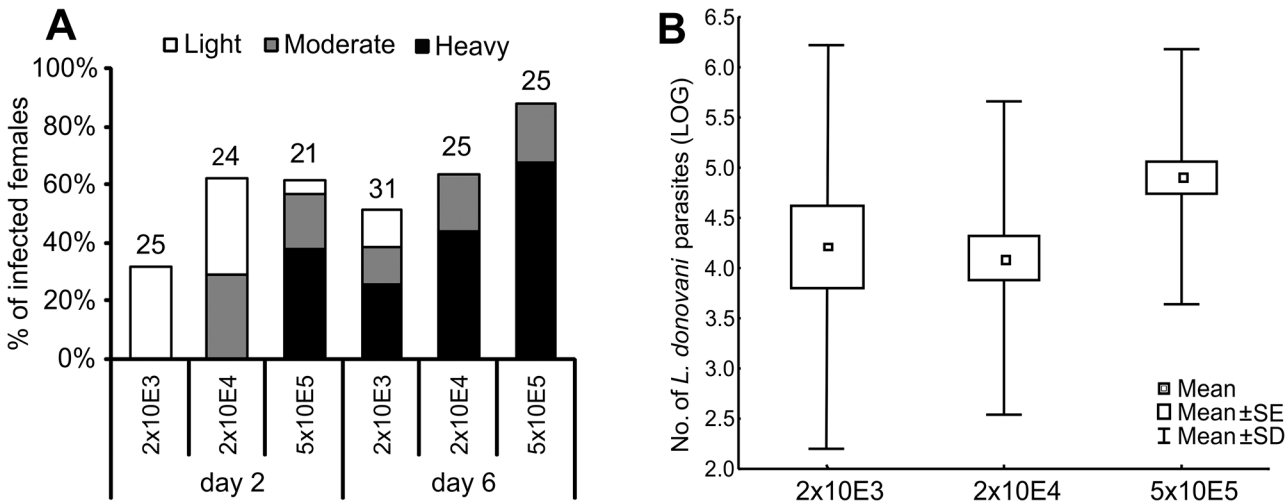 A
Light Moderate Heavy
% of infected females
100%
80%
60%
40%
20%
0%
25
24
21
31
25
25
2x10E3
2x10E4
5x10E5
2x10E3
2x10E4
5x10E5
day 2
day 6
B
No. of L. donovani parasites (LOG)
6.5
6.0
5.5
5.0
4.5
4.0
3.5
3.0
2.5
2.0
Mean
Mean±SE
Mean±SD
2x10E3
2x10E4
5x10E5